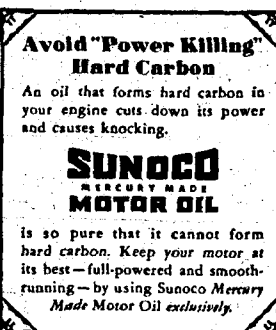 Avoid "Power Killing"
Hard Carbon
An oil that forms hard carbon in
your engine cuts down its power
and causes knocking.
SUNOCO
MERCURY MADE
MOTOR OIL
is so pure that it cannot form
hard carbon. Keep your motor at
its best—full-powered and smooth-
running—by using Sunoco Mercury
Made Motor Oil exclusively.